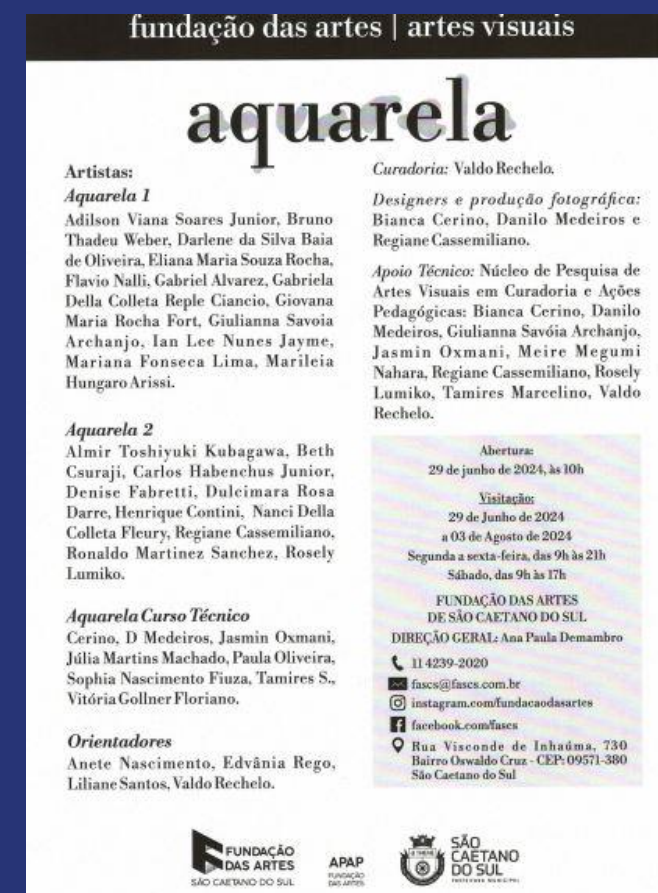 fundação das artes | artes visuais
aquarela
Artistas:
Aquarela 1
Adilson Viana Soares Junior, Bruno
Thadeu Weber, Darlene da Silva Baia
de Oliveira, Eliana Maria Souza Rocha,
Flavio Nalli, Gabriel Alvarez, Gabriela
Della Colleta Reple Ciancio, Giovana
Maria Rocha Fort, Giulianna Savoia
Archanjo, Ian Lee Nunes Jayme,
Mariana Fonseca Lima, Marileia
Hungaro Arissi.
Aquarela 2
Almir Toshiyuki Kubagawa, Beth
Csuraji, Carlos Habenchus Junior,
Denise Fabretti, Dulcimara Rosa
Darre, Henrique Contini, Nanci Della
Colleta Fleury, Regiane Cassemiliano,
Ronaldo Martinez Sanchez, Rosely
Lumiko.
Aquarela Curso Técnico
Cerino, D Medeiros, Jasmin Oxmani,
Júlia Martins Machado, Paula Oliveira,
Sophia Nascimento Fiuza, Tamires S.,
Vitória Gollner Floriano.
Orientadores
Anete Nascimento, Edvânia Rego,
Liliane Santos, Valdo Rechelo.
Curadoria: Valdo Rechelo.
Designers e produção fotográfica:
Bianca Cerino, Danilo Medeiros e
Regiane Cassemiliano.
Apoio Técnico: Núcleo de Pesquisa de
Artes Visuais em Curadoria e Ações
Pedagógicas: Bianca Cerino, Danilo
Medeiros, Giulianna Savóia Archanjo,
Jasmin Oxmani, Meire Megumi
Nahara, Regiane Cassemiliano, Rosely
Lumiko, Tamires Marcelino, Valdo
Rechelo.
Abertura:
29 de junho de 2024, às 10h
Visitação:
29 de Junho de 2024
a 03 de Agosto de 2024
Segunda a sexta-feira, das 9h às 21h
Sábado, das 9h às 17h
FUNDAÇÃO DAS ARTES
DE SÃO CAETANO DO SUL
DIREÇÃO GERAL: Ana Paula Demambro
11 4239-2020
fascs@fascs.com.br
instagram.com/fundacaodasartes
facebook.com/fascs
Rua Visconde de Inhaúma, 730
Bairro Oswaldo Cruz - CEP: 09571-380
São Caetano do Sul
FUNDAÇÃO
DAS ARTES
SÃO CAETANO DO SUL
APAP
FUNDAÇÃO
DAS ARTES
SÃO
CAETANO
DO SUL
PREFEITURA MUNICIPAL